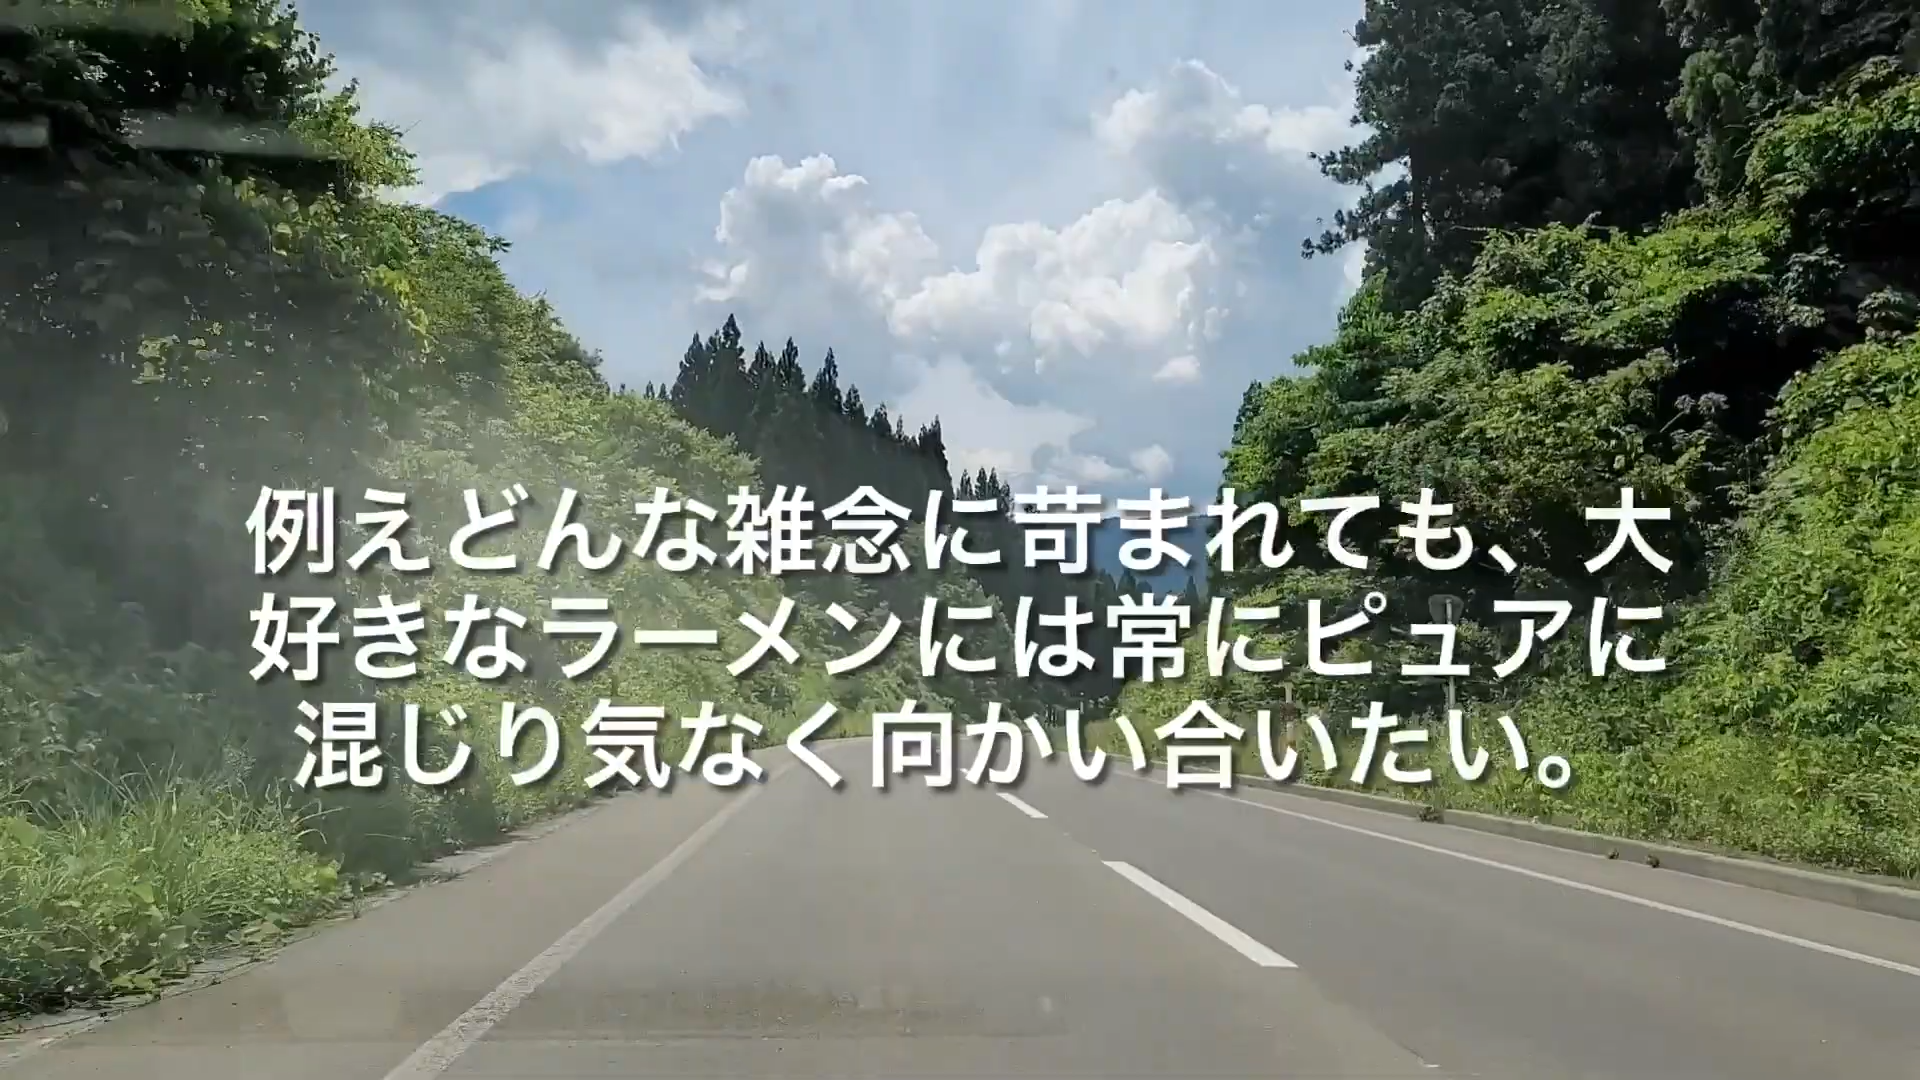 例えどんな雑念に苛まれても、大
好きなラーメンには常にピュアに
混じり気なく向かい合いたい。